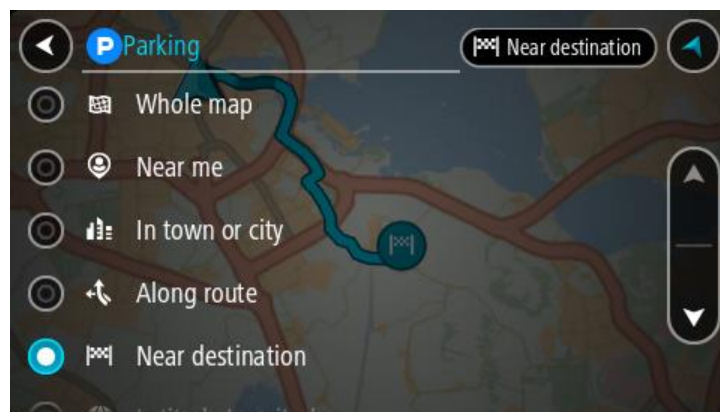 P Parking
Near destination
Whole map
Near me
In town or city
Along route
Near destination